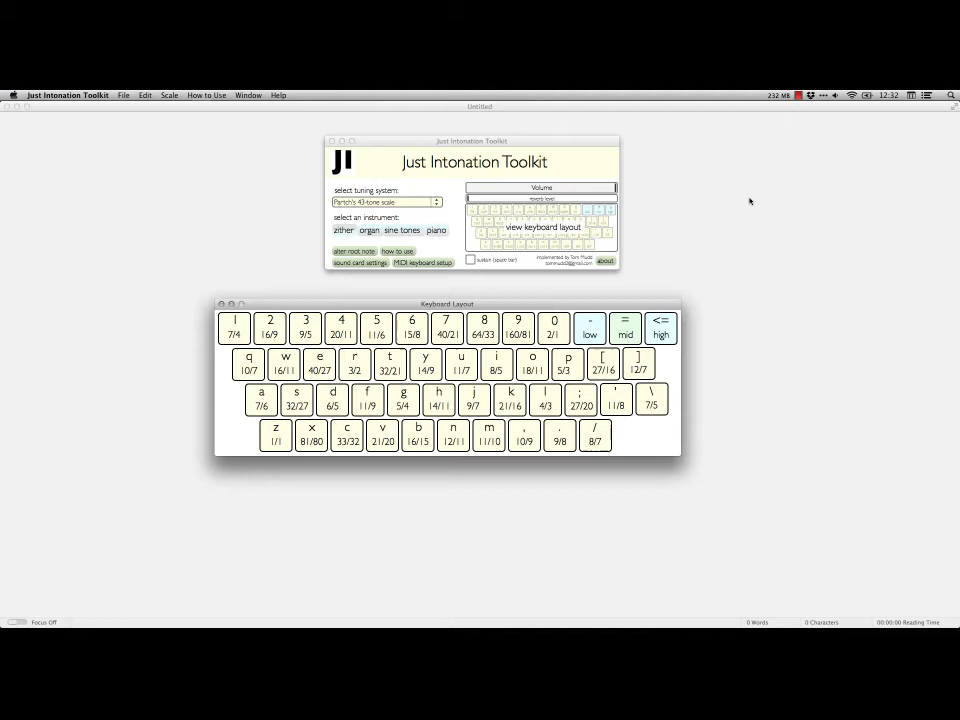 Just Intonation Toolkit File Edit Scale How to Use Window Help 232 MB 12:32
Untitled
Just Intonation Toolkit
JI Just Intonation Toolkit
select tuning system:
Partch's 43-tone scale
select an instrument:
zither organ sine tones piano
alter root note how to use
sound card settings MIDI keyboard setup
Volume
reverb level
view keyboard layout
sustain (space bar)
implemented by Tom Mudd
about
Keyboard Layout
1 2 3 4 5 6 7 8 9 0 - = <=
7/4 16/9 9/5 20/11 11/6 15/8 40/21 64/33 160/81 2/1 low mid high
q w e r t y u i o p [ ]
10/7 16/11 40/27 3/2 32/21 14/9 11/7 8/5 18/11 5/3 27/16 12/7
a s d f g h j k l ; ' \
7/6 32/27 6/5 11/9 5/4 14/11 9/7 21/16 4/3 27/20 11/8 7/5
z x c v b n m , . /
1/1 81/80 33/32 21/20 16/15 12/11 11/10 10/9 9/8 8/7
Focus Off 0 Words 0 Characters 00:00:00 Reading Time